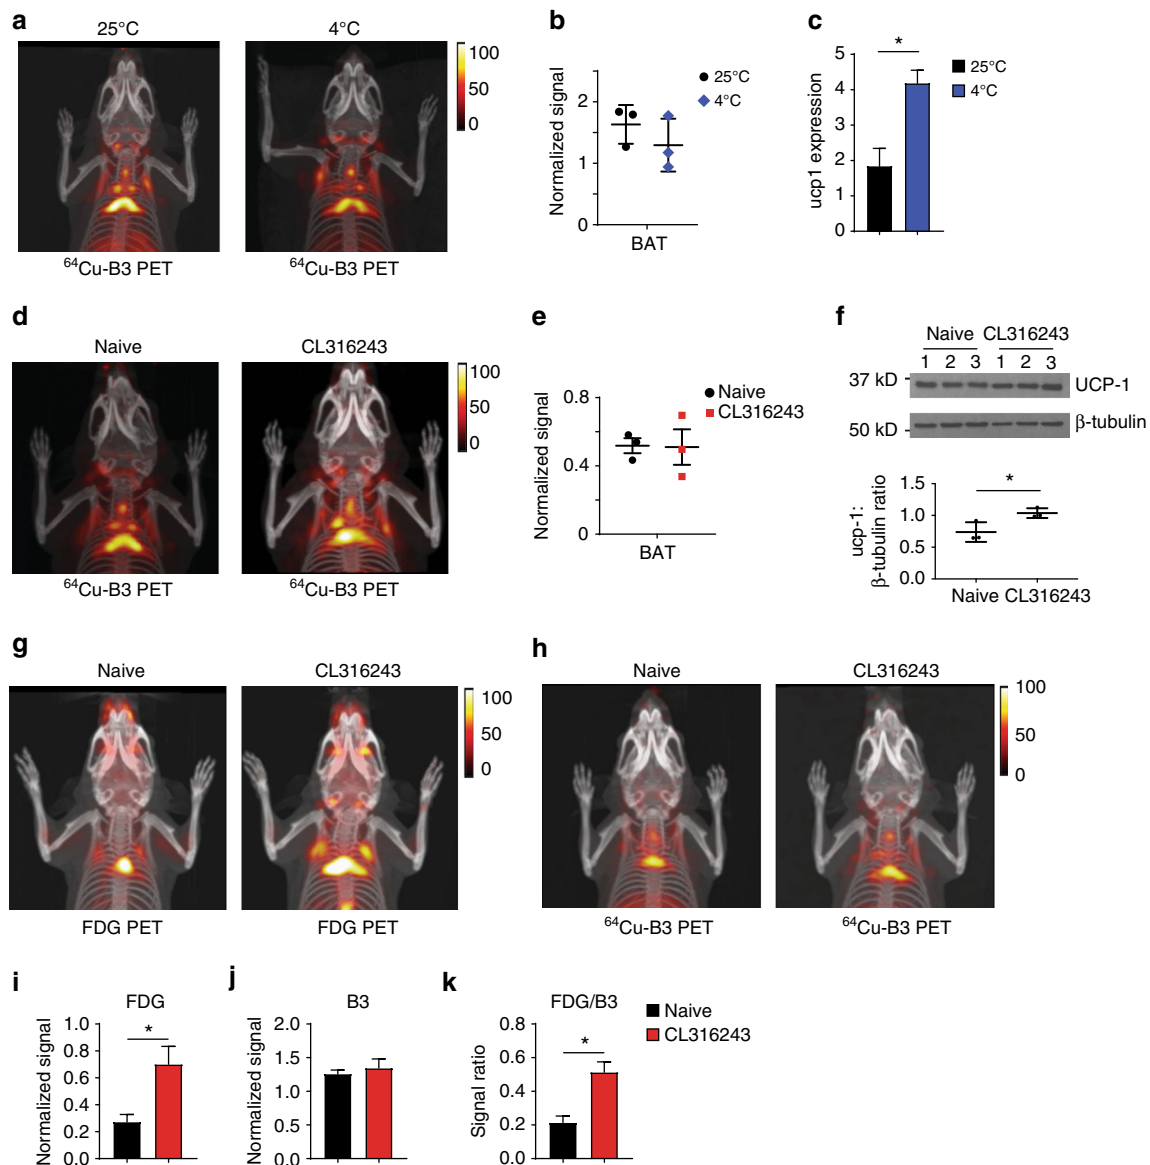 a
25°C
4°C
100
50
0
64Cu-B3 PET
64Cu-B3 PET
b
Normalized signal
2
1
0
BAT
25°C
4°C
c
*
ucp1 expression
5
4
3
2
1
0
25°C
4°C
d
Naive
CL316243
100
50
0
64Cu-B3 PET
64Cu-B3 PET
e
Normalized signal
0.8
0.4
0
BAT
Naive
CL316243
f
Naive CL316243
1 2 3 1 2 3
37 kD
UCP-1
50 kD
β-tubulin
ucp-1:
β-tubulin ratio
1.5
1.0
0.5
0.0
*
Naive CL316243
g
Naive
CL316243
100
50
0
FDG PET
FDG PET
h
Naive
CL316243
100
50
0
64Cu-B3 PET
64Cu-B3 PET
i
FDG
Normalized signal
1.0
0.8
0.6
0.4
0.2
0.0
*
j
B3
Normalized signal
2.0
1.5
1.0
0.5
0.0
k
FDG/B3
Signal ratio
0.8
0.6
0.4
0.2
0.0
*
Naive
CL316243